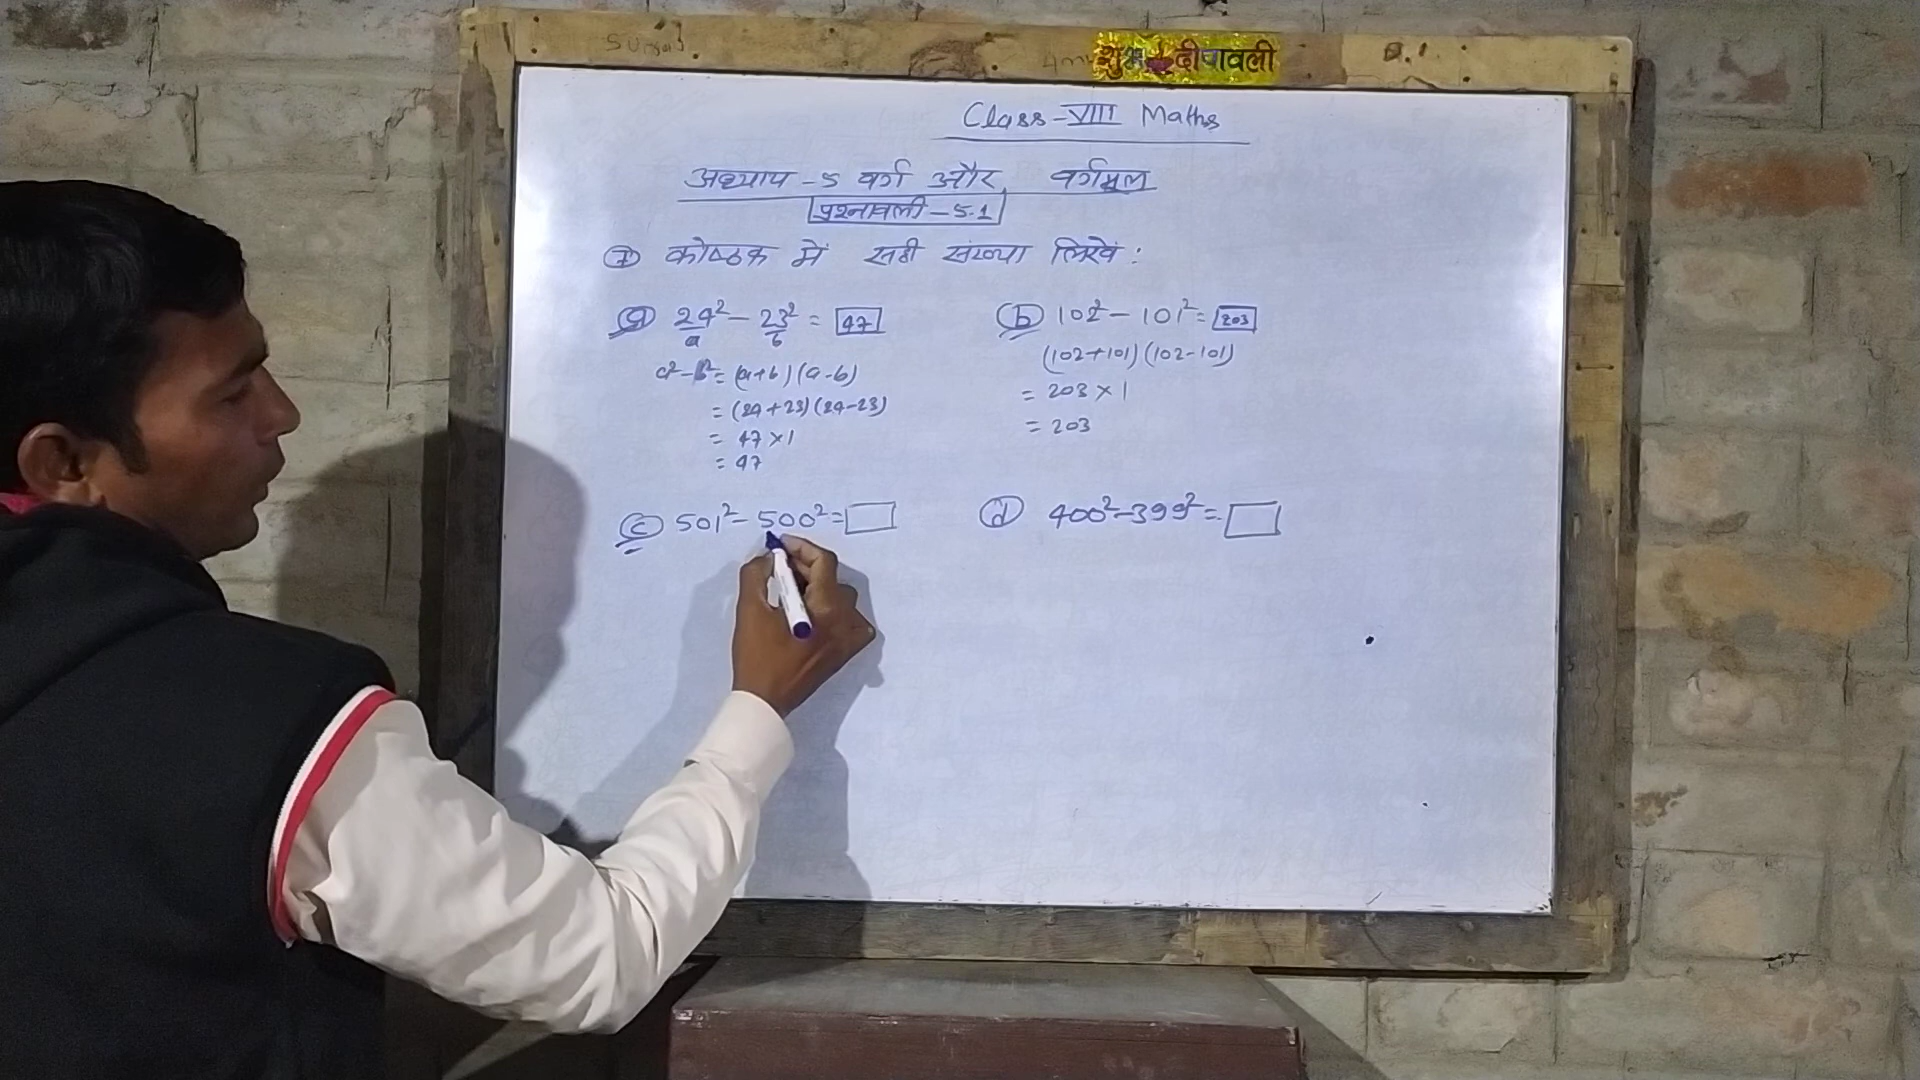 शुभ दीपावली
Class-VIII Maths
अध्याय-5 वर्ग और वर्गमूल
प्रश्नावली-5.1
⑦ कोष्ठक में सही संख्या लिखें :
ⓐ 24² - 23² = 47
a b
a² - b² = (a+b)(a-b)
= (24+23)(24-23)
= 47×1
= 47
ⓑ 102² - 101² = 203
(102+101)(102-101)
= 203×1
= 203
ⓒ 501² - 500² =
ⓓ 400² - 399² =